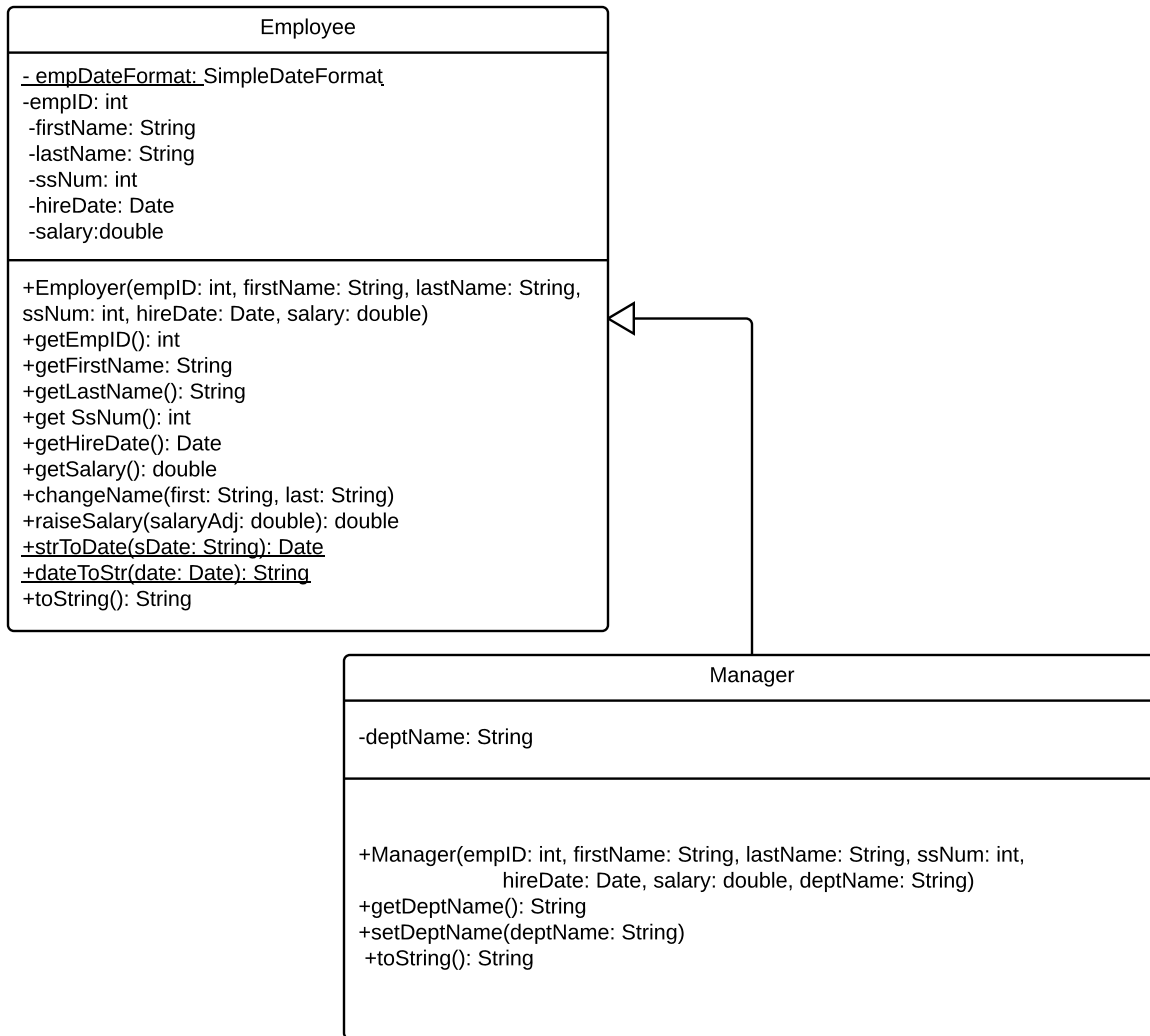 Employee
- empDateFormat: SimpleDateFormat
-empID: int
-firstName: String
-lastName: String
-ssNum: int
-hireDate: Date
-salary:double
+Employer(empID: int, firstName: String, lastName: String,
ssNum: int, hireDate: Date, salary: double)
+getEmpID(): int
+getFirstName: String
+getLastName(): String
+get SsNum(): int
+getHireDate(): Date
+getSalary(): double
+changeName(first: String, last: String)
+raiseSalary(salaryAdj: double): double
+strToDate(sDate: String): Date
+dateToStr(date: Date): String
+toString(): String
Manager
-deptName: String
+Manager(empID: int, firstName: String, lastName: String, ssNum: int,
hireDate: Date, salary: double, deptName: String)
+getDeptName(): String
+setDeptName(deptName: String)
+toString(): String